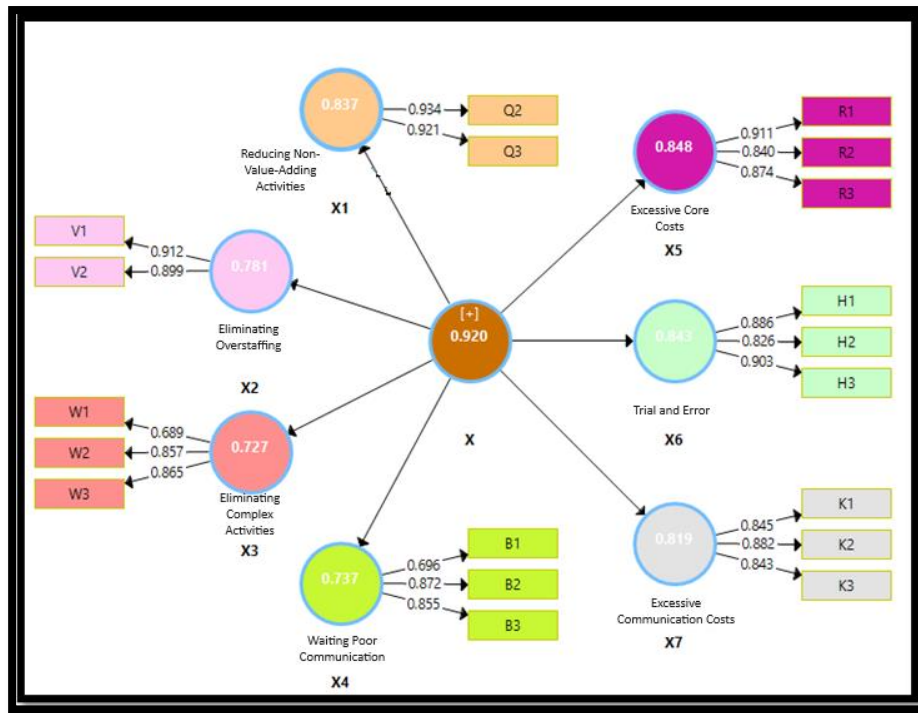 0.837
0.934
0.921
Q2
Q3
Reducing Non-
Value-Adding
Activities
X1
0.848
0.911
0.840
0.874
R1
R2
R3
Excessive Core
Costs
X5
V1
V2
0.912
0.899
0.781
Eliminating
Overstaffing
X2
[+]
0.920
X
0.843
0.886
0.826
0.903
H1
H2
H3
Trial and Error
X6
W1
W2
W3
0.689
0.857
0.865
0.727
Eliminating
Complex
Activities
X3
0.737
0.696
0.872
0.855
B1
B2
B3
Waiting Poor
Communication
X4
0.819
0.845
0.882
0.843
K1
K2
K3
Excessive
Communication Costs
X7